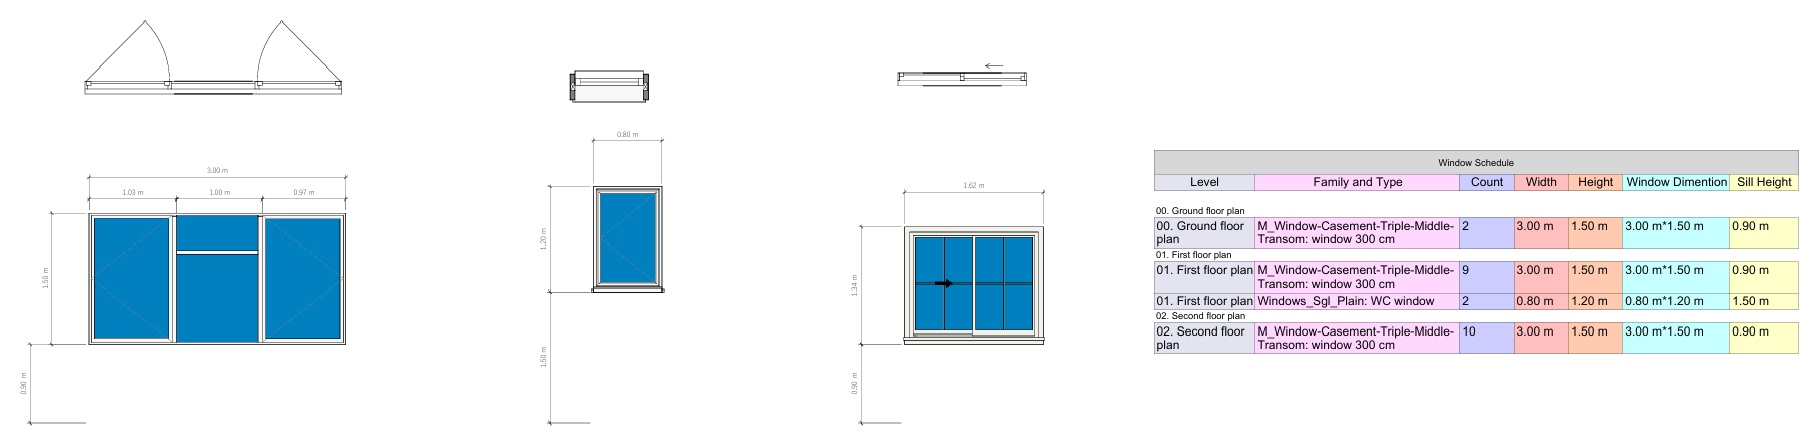 3.00 m
1.03 m
1.00 m
0.97 m
1.50 m
0.90 m
0.80 m
1.20 m
1.50 m
1.62 m
1.34 m
0.90 m
Window Schedule
Level Family and Type Count Width Height Window Dimention Sill Height
00. Ground floor plan
00. Ground floor M_Window-Casement-Triple-Middle- 2 3.00 m 1.50 m 3.00 m*1.50 m 0.90 m
plan Transom: window 300 cm
01. First floor plan
01. First floor plan M_Window-Casement-Triple-Middle- 9 3.00 m 1.50 m 3.00 m*1.50 m 0.90 m
Transom: window 300 cm
01. First floor plan Windows_Sgl_Plain: WC window 2 0.80 m 1.20 m 0.80 m*1.20 m 1.50 m
02. Second floor plan
02. Second floor M_Window-Casement-Triple-Middle- 10 3.00 m 1.50 m 3.00 m*1.50 m 0.90 m
plan Transom: window 300 cm